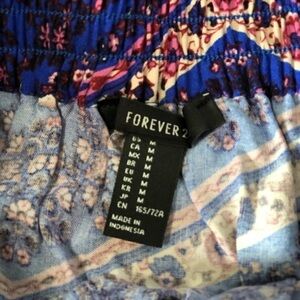 FOREVER 2
US M
CA M
MX M
BR M
EU M
UK M
KR M
JP M
CN 165/72A
MADE IN
INDONESIA